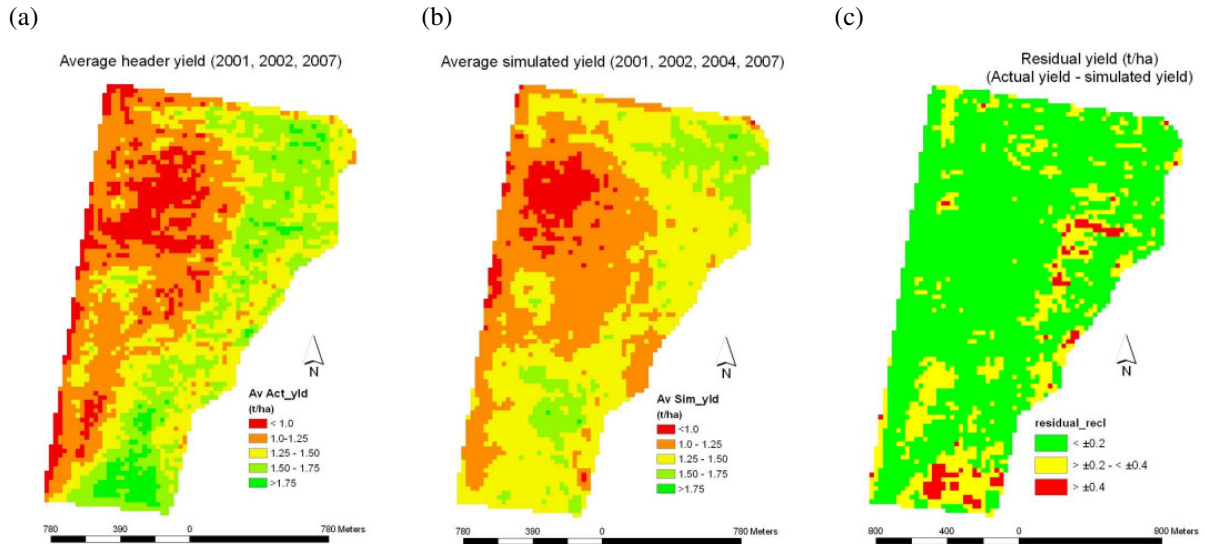 (a)
Average header yield (2001, 2002, 2007)
N
Av Act_yld
(t/ha)
< 1.0
1.0-1.25
1.25 - 1.50
1.50 - 1.75
>1.75
780 390 0 780 Meters
(b)
Average simulated yield (2001, 2002, 2004, 2007)
N
Av Sim_yld
(t/ha)
<1.0
1.0 - 1.25
1.25 - 1.50
1.50 - 1.75
>1.75
780 390 0 780 Meters
(c)
Residual yield (t/ha)
(Actual yield - simulated yield)
N
residual_recl
< ±0.2
> ±0.2 - < ±0.4
> ±0.4
800 400 0 800 Meters